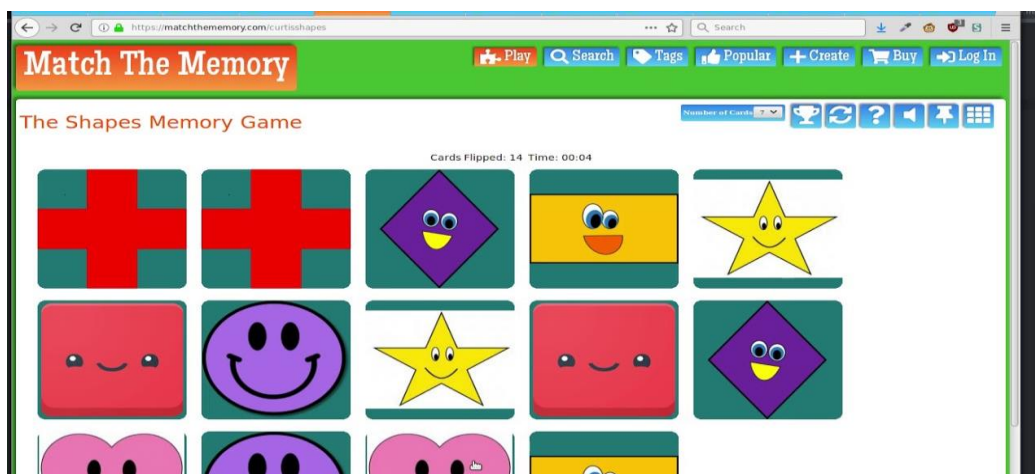 https://matchthememory.com/curtisshapes
Search
Match The Memory
Play Search Tags Popular Create Buy Log In
The Shapes Memory Game
Number of Cards 7
Cards Flipped: 14 Time: 00:04